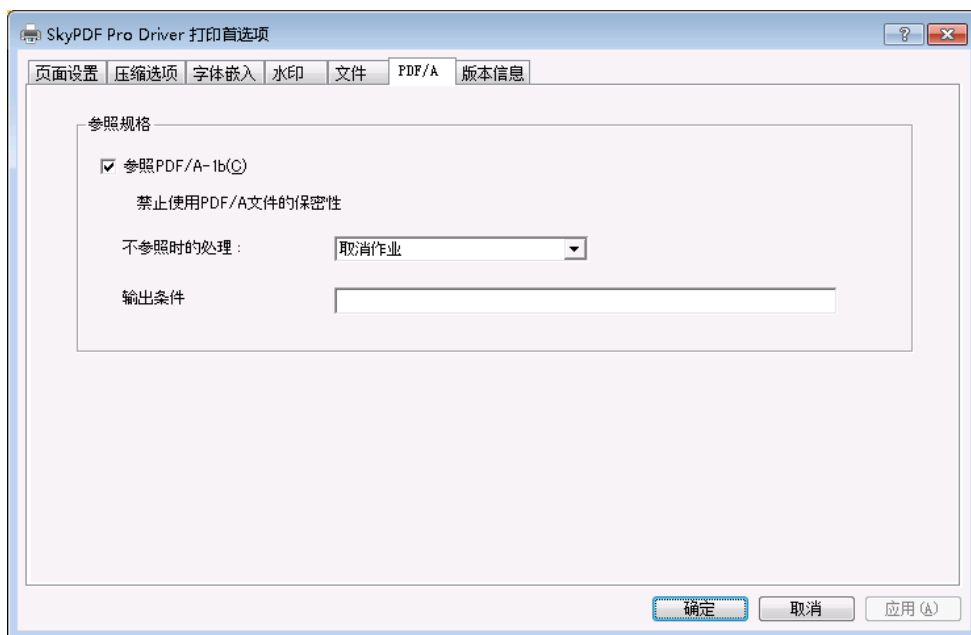 SkyPDF Pro Driver 打印首选项
页面设置 压缩选项 字体嵌入 水印 文件 PDF/A 版本信息
参照规格
参照PDF/A-1b(C)
禁止使用PDF/A文件的保密性
不参照时的处理： 取消作业
输出条件
确定 取消 应用(A)